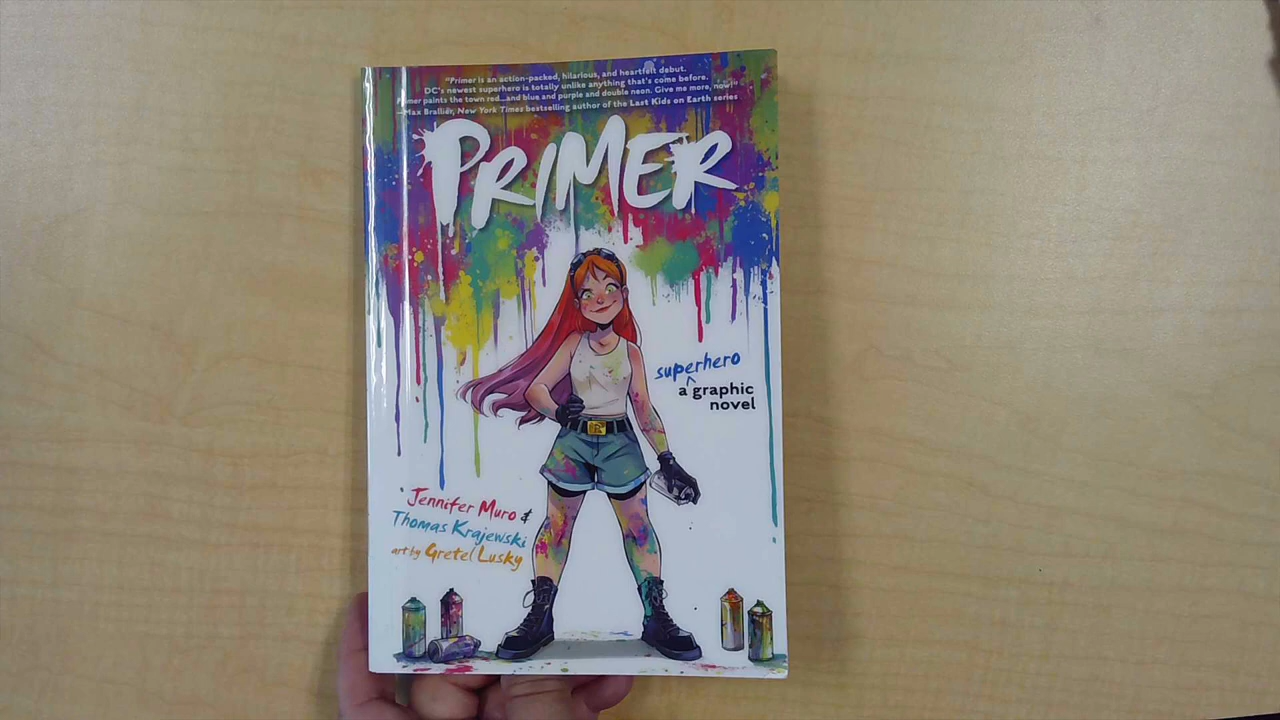 "Primer is an action-packed, hilarious, and heartfelt debut.
DC's newest superhero is totally unlike anything that's come before.
Primer paints the town red...and blue and purple and double neon. Give me more, now!"
—Max Brallier, New York Times bestselling author of the Last Kids on Earth series
PRIMER
superhero
a graphic
novel
Jennifer Muro &
Thomas Krajewski
art by Gretel Lusky